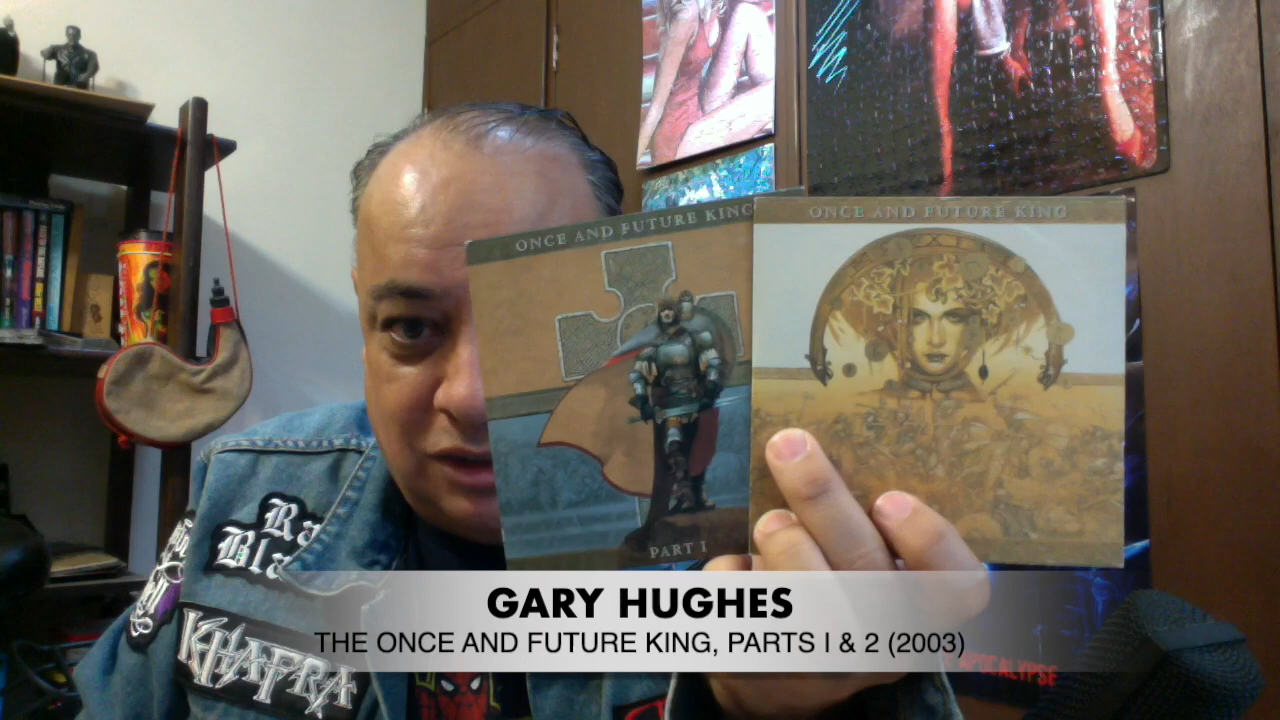 ONCE AND FUTURE KING
ONCE AND FUTURE KING
PART I
KHAFRA
GARY HUGHES
THE ONCE AND FUTURE KING, PARTS I & 2 (2003)
APOCALYPSE